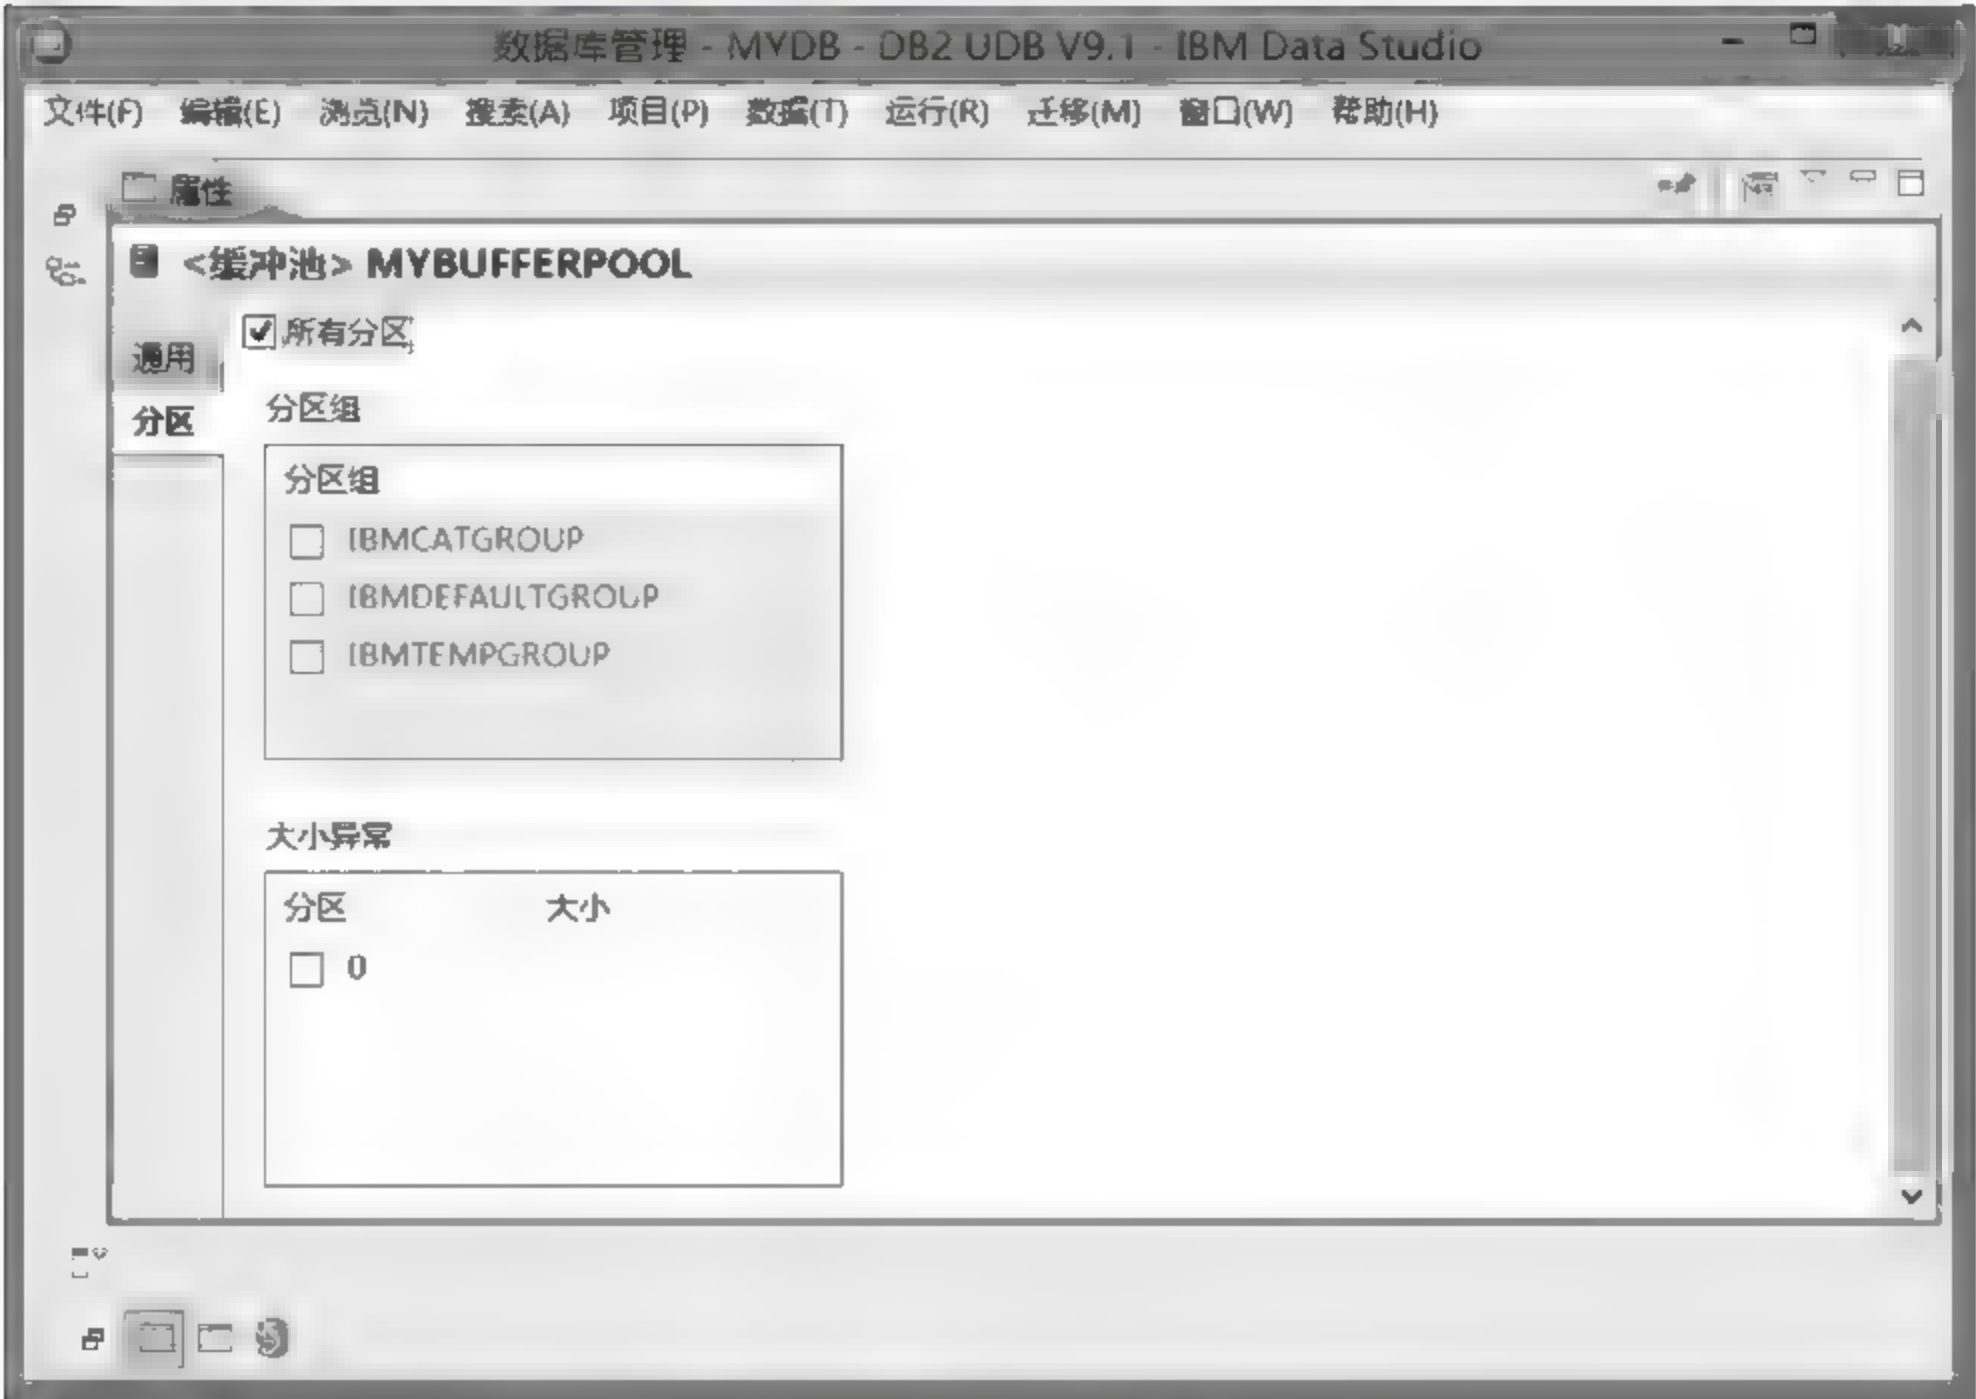 数据库管理 - MYDB - DB2 UDB V9.1 - IBM Data Studio
文件(F) 编辑(E) 浏览(N) 搜索(A) 项目(P) 数据(T) 运行(R) 迁移(M) 窗口(W) 帮助(H)
属性
<缓冲池> MYBUFFERPOOL
通用
分区
所有分区
分区组
分区组
IBMCATGROUP
IBMDEFAULTGROUP
IBMTEMPGROUP
大小异常
分区 大小
0